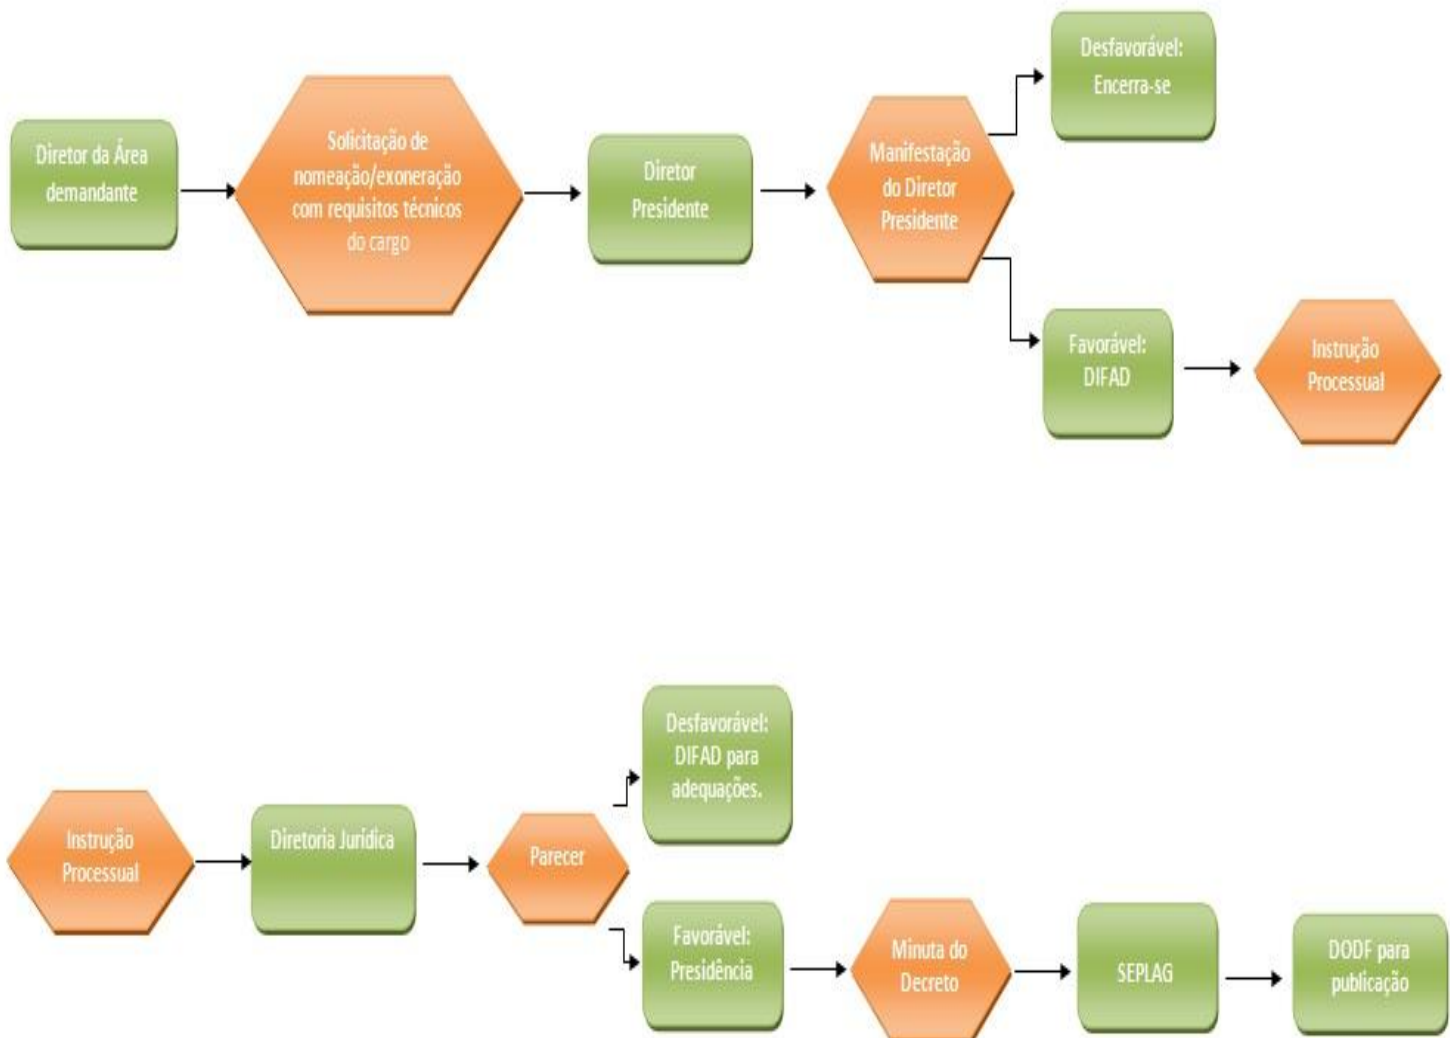 Diretor da Área
demandante
Solicitação de
nomeação/exoneração
com requisitos técnicos
do cargo
Diretor
Presidente
Manifestação
do Diretor
Presidente
Desfavorável:
Encerra-se
Favorável:
DIFAD
Instrução
Processual
Instrução
Processual
Diretoria Jurídica
Parecer
Desfavorável:
DIFAD para
adequações.
Favorável:
Presidência
Minuta do
Decreto
SEPLAG
DODF para
publicação